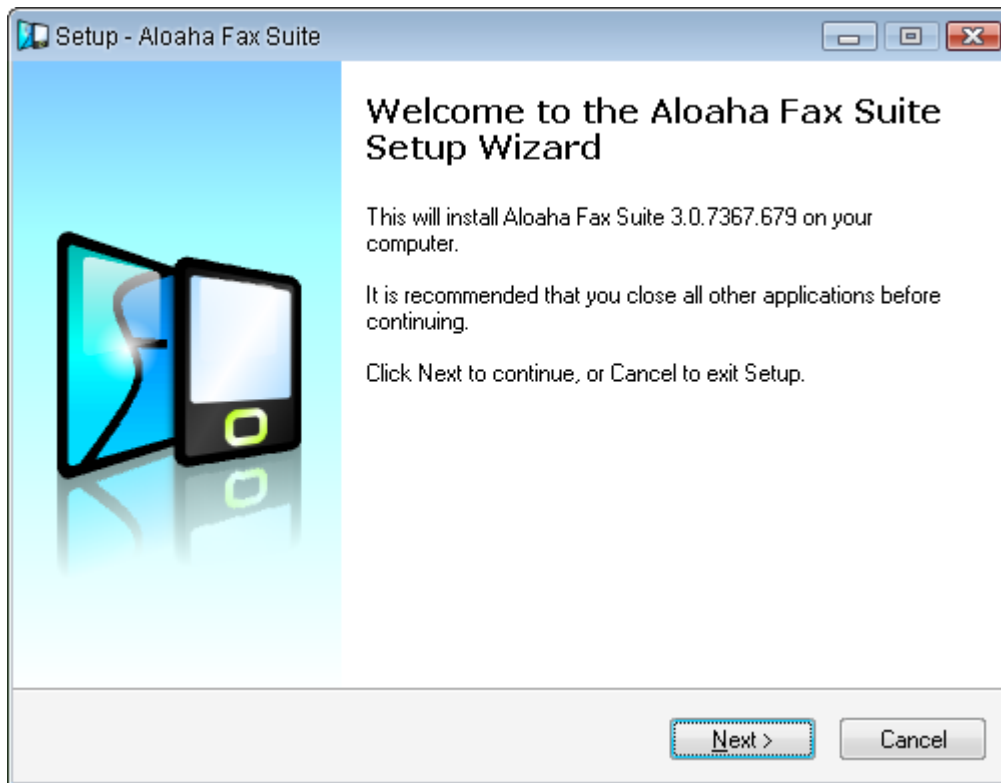 Setup - Aloaha Fax Suite
Welcome to the Aloaha Fax Suite
Setup Wizard
This will install Aloaha Fax Suite 3.0.7367.679 on your
computer.
It is recommended that you close all other applications before
continuing.
Click Next to continue, or Cancel to exit Setup.
Next >
Cancel